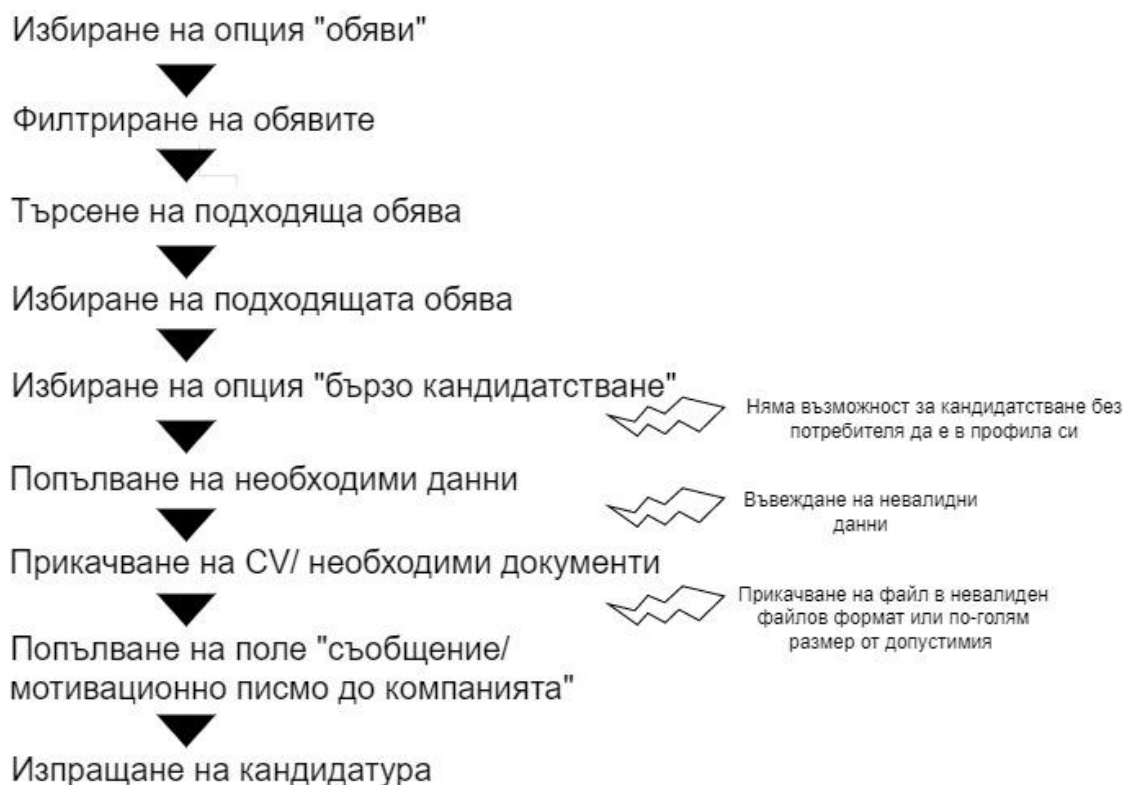 Избиране на опция "обяви"
Филтриране на обявите
Търсене на подходяща обява
Избиране на подходящата обява
Избиране на опция "бързо кандидатстване"
Няма възможност за кандидатстване без
потребителя да е в профила си
Попълване на необходими данни
Въвеждане на невалидни
данни
Прикачване на CV/ необходими документи
Прикачване на файл в невалиден
файлов формат или по-голям
размер от допустимия
Попълване на поле "съобщение/
мотивационно писмо до компанията"
Изпращане на кандидатура